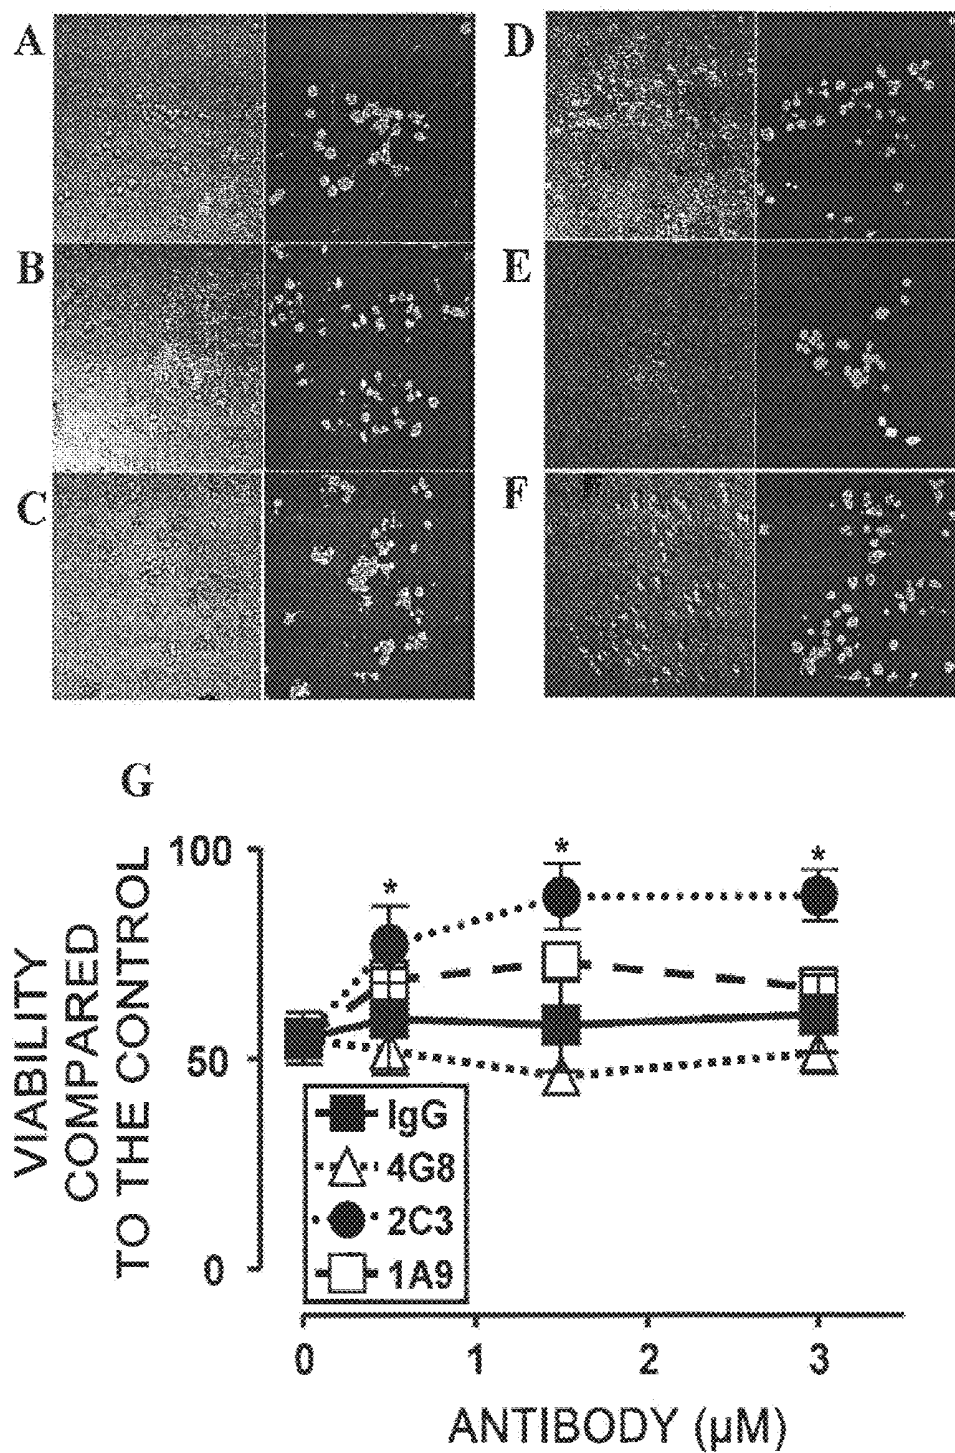 A
D
B
E
C
F
G
VIABILITY
COMPARED
TO THE CONTROL
100
50
0
*
*
*
IgG
4G8
2C3
1A9
0
1
2
3
ANTIBODY (μM)